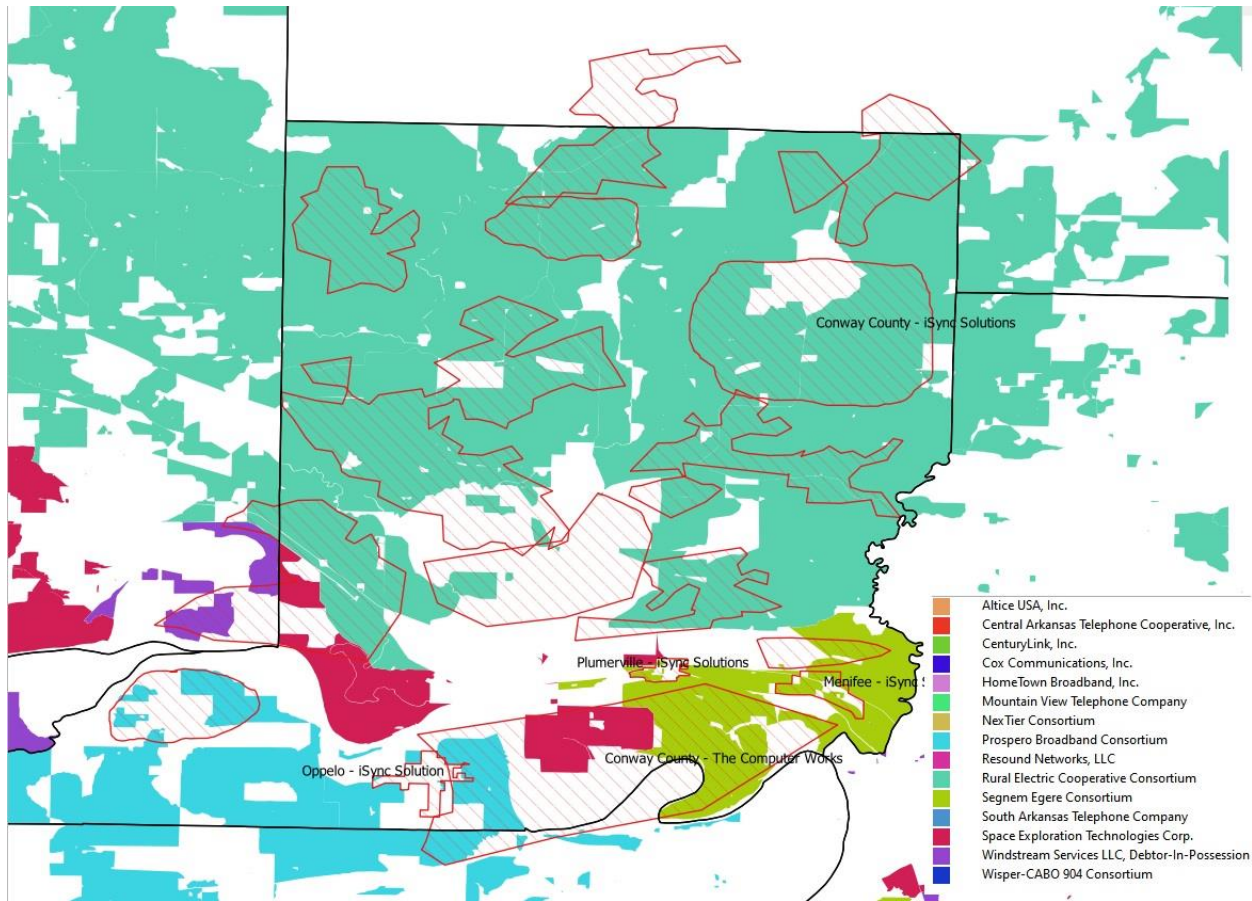 Conway County - iSync Solutions
Plumerville - iSync Solutions
Menifee - iSync S
Conway County - The Computer Works
Oppelo - iSync Solution
Altice USA, Inc.
Central Arkansas Telephone Cooperative, Inc.
CenturyLink, Inc.
Cox Communications, Inc.
HomeTown Broadband, Inc.
Mountain View Telephone Company
NexTier Consortium
Prospero Broadband Consortium
Resound Networks, LLC
Rural Electric Cooperative Consortium
Segnem Egere Consortium
South Arkansas Telephone Company
Space Exploration Technologies Corp.
Windstream Services LLC, Debtor-In-Possession
Wisper-CABO 904 Consortium